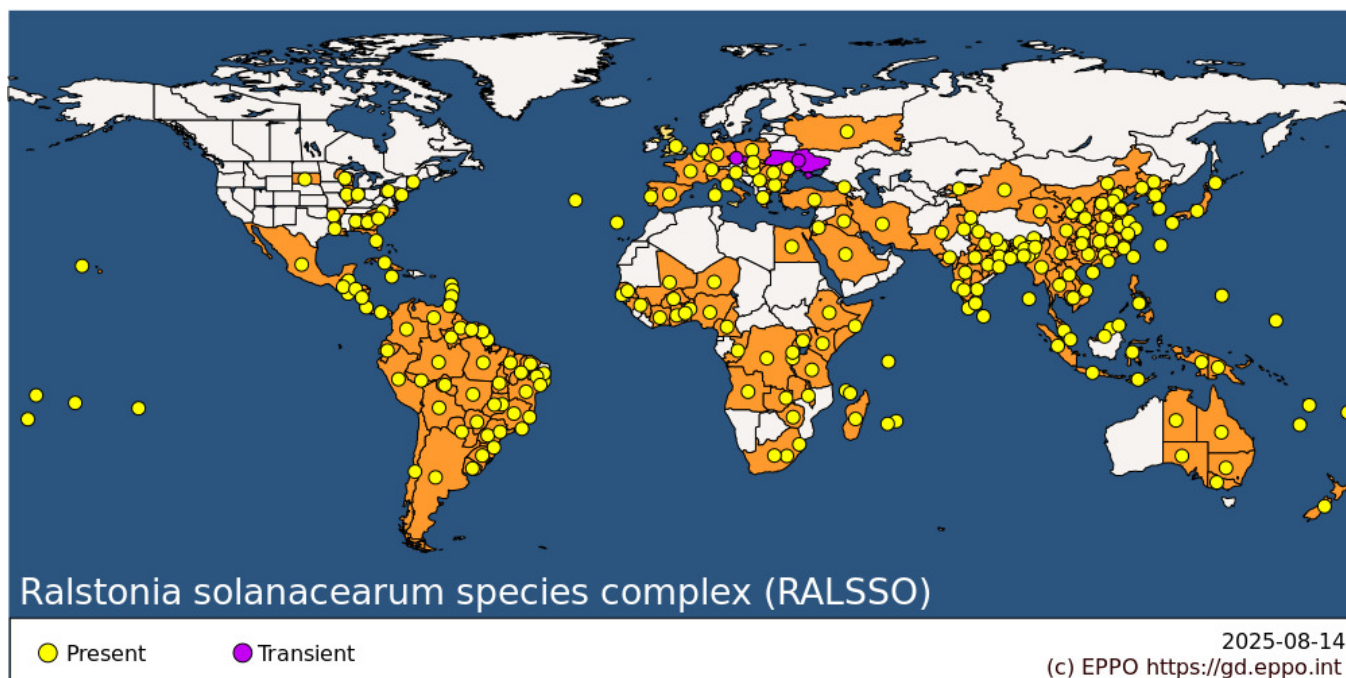 Ralstonia solanacearum species complex (RALSSO)
Present
Transient
2025-08-14
(c) EPPO https://gd.eppo.int